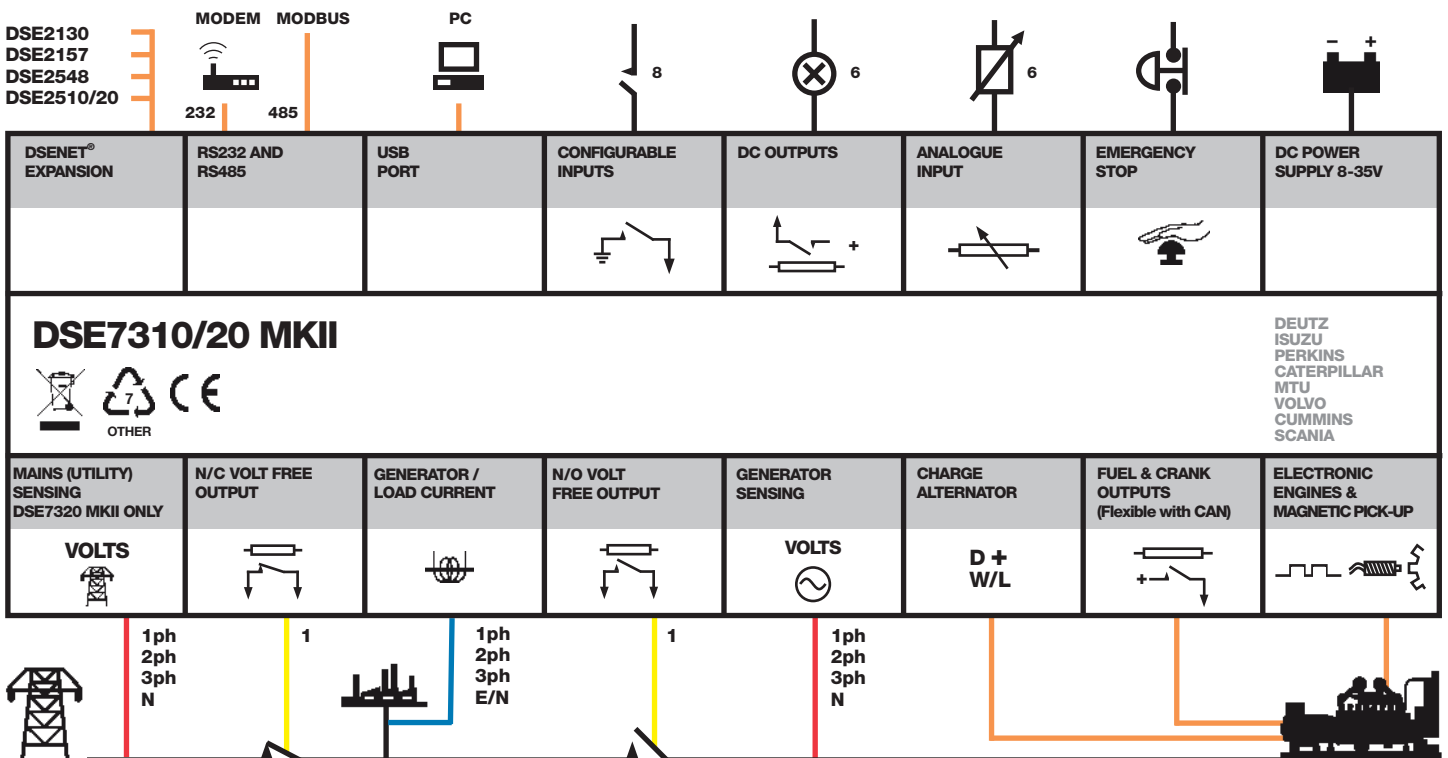 DSE2130
DSE2157
DSE2548
DSE2510/20
MODEM
MODBUS
232
485
PC
8
6
6
– +
DSENET®
EXPANSION
RS232 AND
RS485
USB
PORT
CONFIGURABLE
INPUTS
DC OUTPUTS
ANALOGUE
INPUT
EMERGENCY
STOP
DC POWER
SUPPLY 8-35V
+
DSE7310/20 MKII
7
OTHER
CE
DEUTZ
ISUZU
PERKINS
CATERPILLAR
MTU
VOLVO
CUMMINS
SCANIA
MAINS (UTILITY)
SENSING
DSE7320 MKII ONLY
VOLTS
N/C VOLT FREE
OUTPUT
GENERATOR /
LOAD CURRENT
N/O VOLT
FREE OUTPUT
GENERATOR
SENSING
VOLTS
CHARGE
ALTERNATOR
D +
W/L
FUEL & CRANK
OUTPUTS
(Flexible with CAN)
+
ELECTRONIC
ENGINES &
MAGNETIC PICK-UP
1ph
2ph
3ph
N
1
1ph
2ph
3ph
E/N
1
1ph
2ph
3ph
N